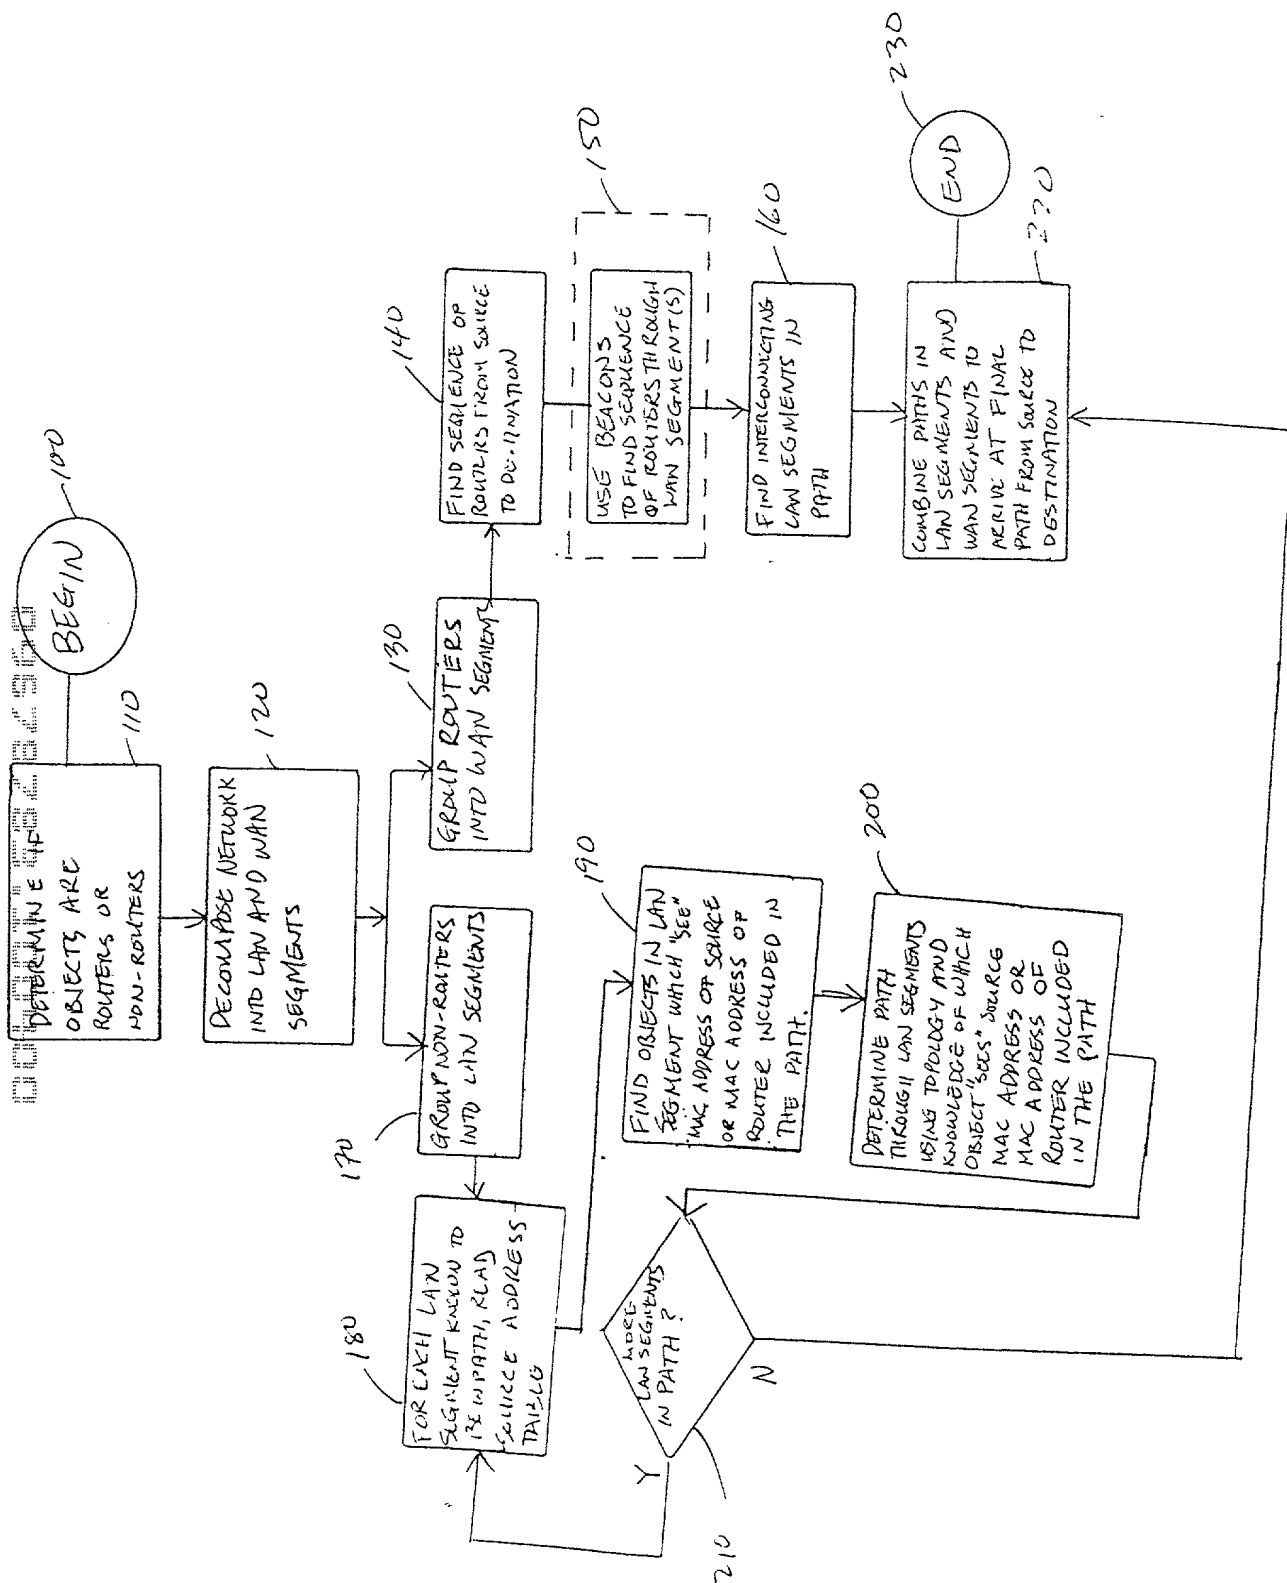 BEGIN
100
DETERMINE IF
OBJECTS ARE
ROUTERS OR
NON-ROUTERS
110
DECOMPOSE NETWORK
INTO LAN AND WAN
SEGMENTS
120
GROUP ROUTERS
INTO WAN SEGMENTS
130
FIND SEQUENCE OF
ROUTERS FROM SOURCE
TO
140
USE BEACONS
TO FIND SEQUENCE
OF ROUTERS THROUGH
WAN SEGMENT(S)
150
FIND INTERCONNECTING
LAN SEGMENTS IN
PATH
160
GROUP NON-ROUTERS
INTO LAN SEGMENTS
170
FOR EACH LAN
SEGMENT KNOWN TO
BE IN PATH, READ
SOURCE ADDRESS
TABLE
180
FIND OBJECTS IN LAN
SEGMENT WHICH "SEE"
MAC ADDRESS OF SOURCE
OR MAC ADDRESS OF
ROUTER INCLUDED IN
THE PATH.
190
DETERMINE PATH
THROUGH LAN SEGMENTS
USING TOPOLOGY AND
KNOWLEDGE OF WHICH
OBJECT "SEES" SOURCE
MAC ADDRESS OR
MAC ADDRESS OF
ROUTER INCLUDED
IN THE PATH
200
MORE
LAN SEGMENTS
IN PATH?
Y
N
210
COMBINE PATHS IN
LAN SEGMENTS AND
WAN SEGMENTS TO
ARRIVE AT FINAL
PATH FROM SOURCE TO
DESTINATION
220
END
230